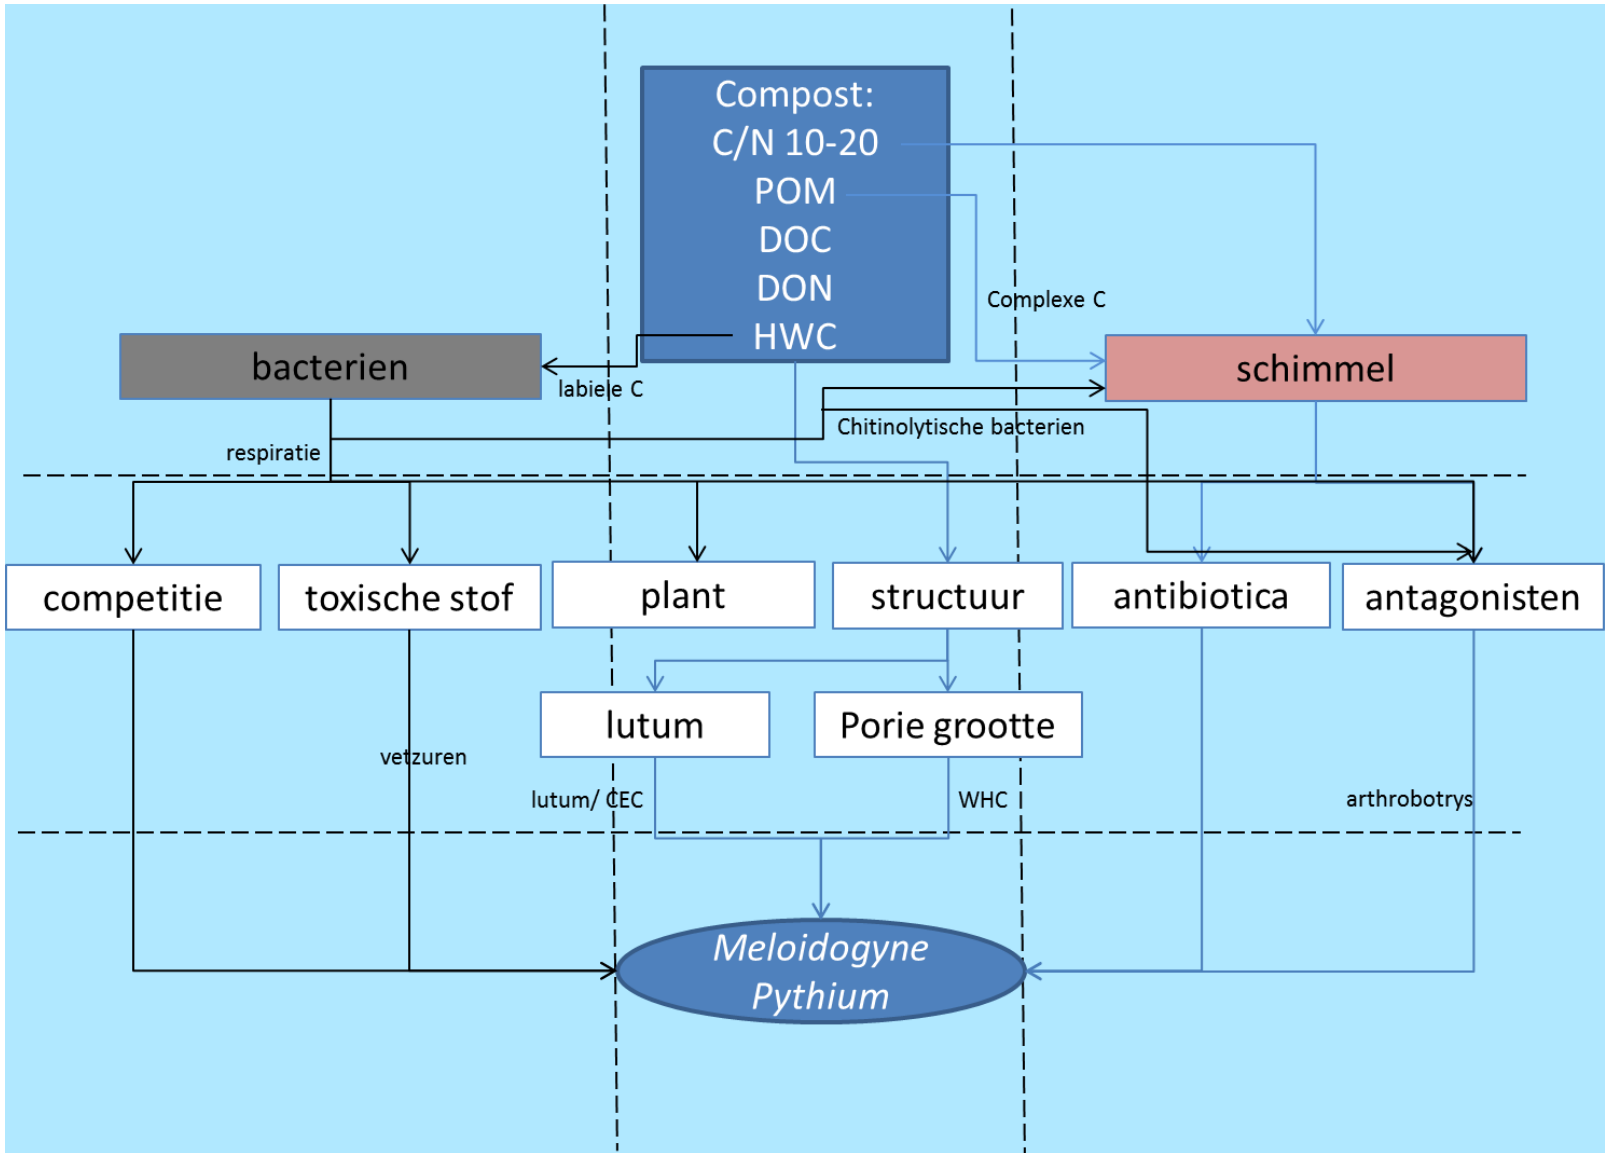 Compost:
C/N 10-20
POM
DOC
DON
HWC
Complexe C
bacterien
schimmel
labiele C
Chitinolytische bacterien
respiratie
competitie
toxische stof
plant
structuur
antibiotica
antagonisten
lutum
Porie grootte
vetzuren
lutum/ CEC
WHC
arthrobotrys
Meloidogyne
Pythium